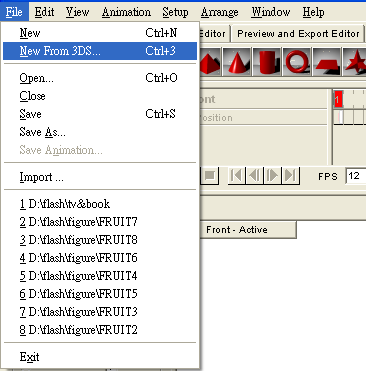 File Edit View Animation Setup Arrange Window Help
New Ctrl+N
New From 3DS... Ctrl+3
Open... Ctrl+O
Close
Save Ctrl+S
Save As...
Save Animation...
Import ...
1 D:\flash\tv&book
2 D:\flash\figure\FRUIT7
3 D:\flash\figure\FRUIT8
4 D:\flash\figure\FRUIT6
5 D:\flash\figure\FRUIT4
6 D:\flash\figure\FRUIT5
7 D:\flash\figure\FRUIT3
8 D:\flash\figure\FRUIT2
Exit
Editor Preview and Export Editor
ont 1
osition
FPS 12
Front - Active